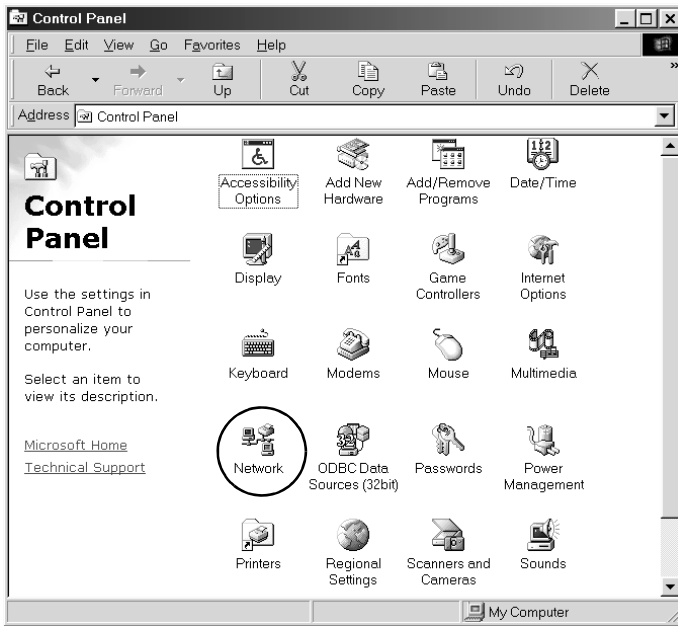 Control Panel
File Edit View Go Favorites Help
Back Forward Up Cut Copy Paste Undo Delete »
Address Control Panel
Control
Panel
Use the settings in
Control Panel to
personalize your
computer.
Select an item to
view its description.
Microsoft Home
Technical Support
Accessibility
Options
Add New
Hardware
Add/Remove
Programs
Date/Time
Display
Fonts
Game
Controllers
Internet
Options
Keyboard
Modems
Mouse
Multimedia
Network
ODBC Data
Sources (32bit)
Passwords
Power
Management
Printers
Regional
Settings
Scanners and
Cameras
Sounds
My Computer